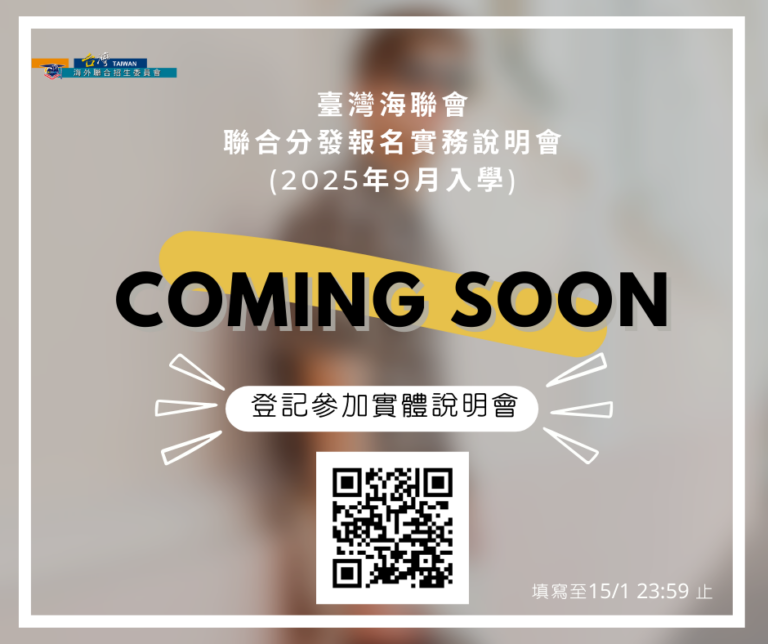 台灣 TAIWAN
海外聯合招生委員會
臺灣海聯會
聯合分發報名實務說明會
(2025年9月入學)
COMING SOON
登記參加實體說明會
填寫至15/1 23:59 止